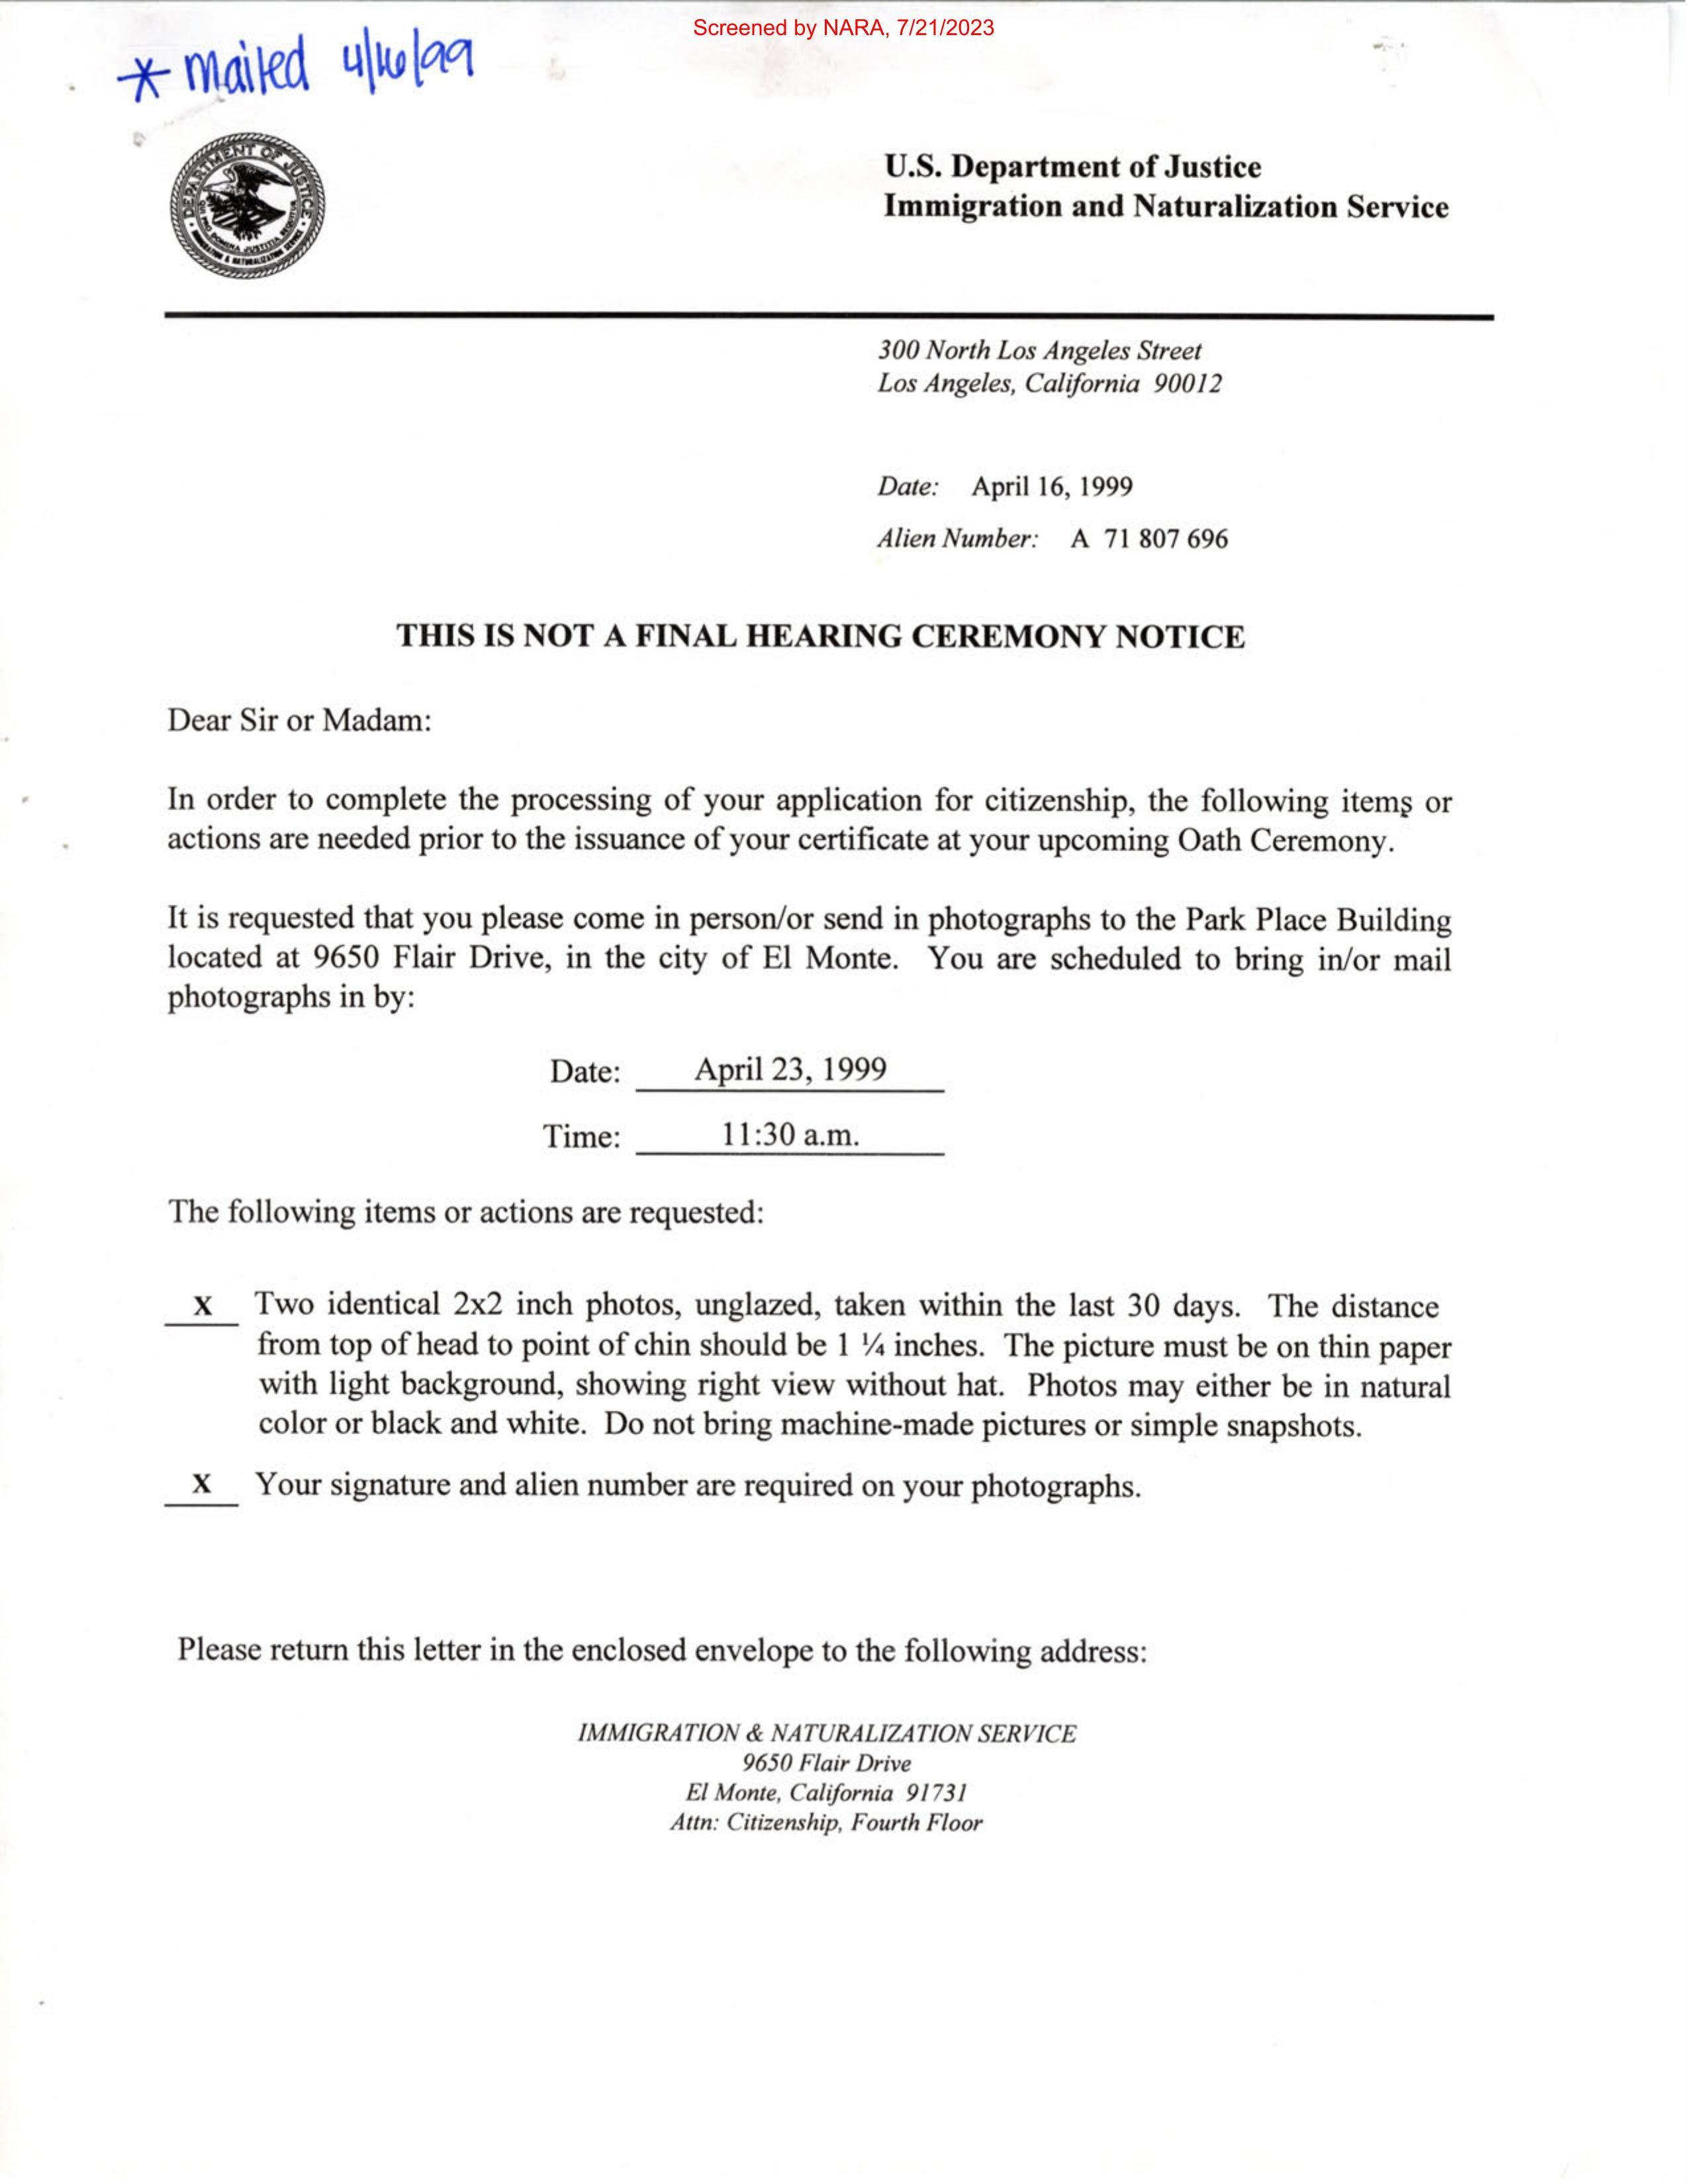 Screened by NARA, 7/21/2023
* mailed 4/16/99
DEPARTMENT OF JUSTICE
U.S. Department of Justice
Immigration and Naturalization Service
300 North Los Angeles Street
Los Angeles, California 90012
Date: April 16, 1999
Alien Number: A 71 807 696
THIS IS NOT A FINAL HEARING CEREMONY NOTICE
Dear Sir or Madam:
In order to complete the processing of your application for citizenship, the following items or
actions are needed prior to the issuance of your certificate at your upcoming Oath Ceremony.
It is requested that you please come in person/or send in photographs to the Park Place Building
located at 9650 Flair Drive, in the city of El Monte. You are scheduled to bring in/or mail
photographs in by:
Date: April 23, 1999
Time: 11:30 a.m.
The following items or actions are requested:
X Two identical 2x2 inch photos, unglazed, taken within the last 30 days. The distance
from top of head to point of chin should be 1 ¼ inches. The picture must be on thin paper
with light background, showing right view without hat. Photos may either be in natural
color or black and white. Do not bring machine-made pictures or simple snapshots.
X Your signature and alien number are required on your photographs.
Please return this letter in the enclosed envelope to the following address:
IMMIGRATION & NATURALIZATION SERVICE
9650 Flair Drive
El Monte, California 91731
Attn: Citizenship, Fourth Floor